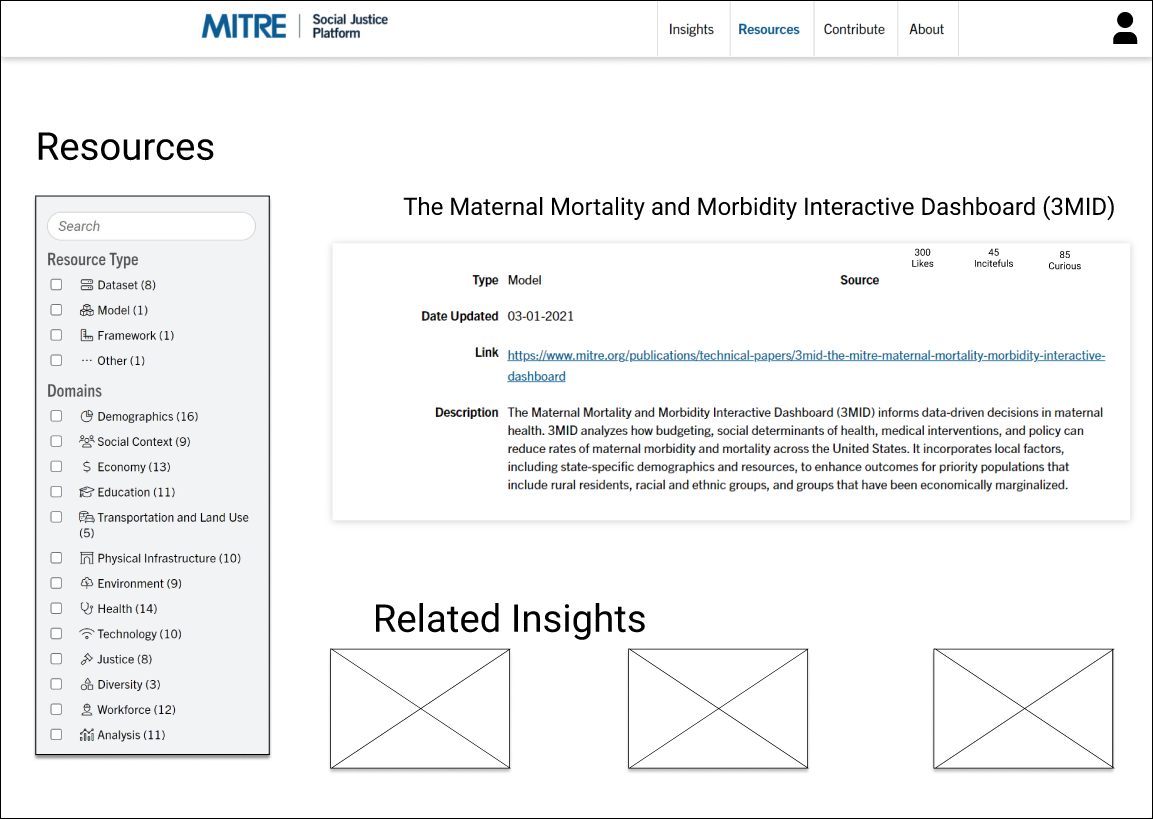 MITRE
Social Justice
Platform
Insights
Resources
Contribute
About
Resources
Search
Resource Type
Dataset (8)
Model (1)
Framework (1)
Other (1)
Domains
Demographics (16)
Social Context (9)
Economy (13)
Education (11)
Transportation and Land Use
(5)
Physical Infrastructure (10)
Environment (9)
Health (14)
Technology (10)
Justice (8)
Diversity (3)
Workforce (12)
Analysis (11)
The Maternal Mortality and Morbidity Interactive Dashboard (3MID)
300
Likes
45
Incitefuls
85
Curious
Type Model
Source
Date Updated 03-01-2021
Link https://www.mitre.org/publications/technical-papers/3mid-the-mitre-maternal-mortality-morbidity-interactive-
dashboard
Description The Maternal Mortality and Morbidity Interactive Dashboard (3MID) informs data-driven decisions in maternal
health. 3MID analyzes how budgeting, social determinants of health, medical interventions, and policy can
reduce rates of maternal morbidity and mortality across the United States. It incorporates local factors,
including state-specific demographics and resources, to enhance outcomes for priority populations that
include rural residents, racial and ethnic groups, and groups that have been economically marginalized.
Related Insights